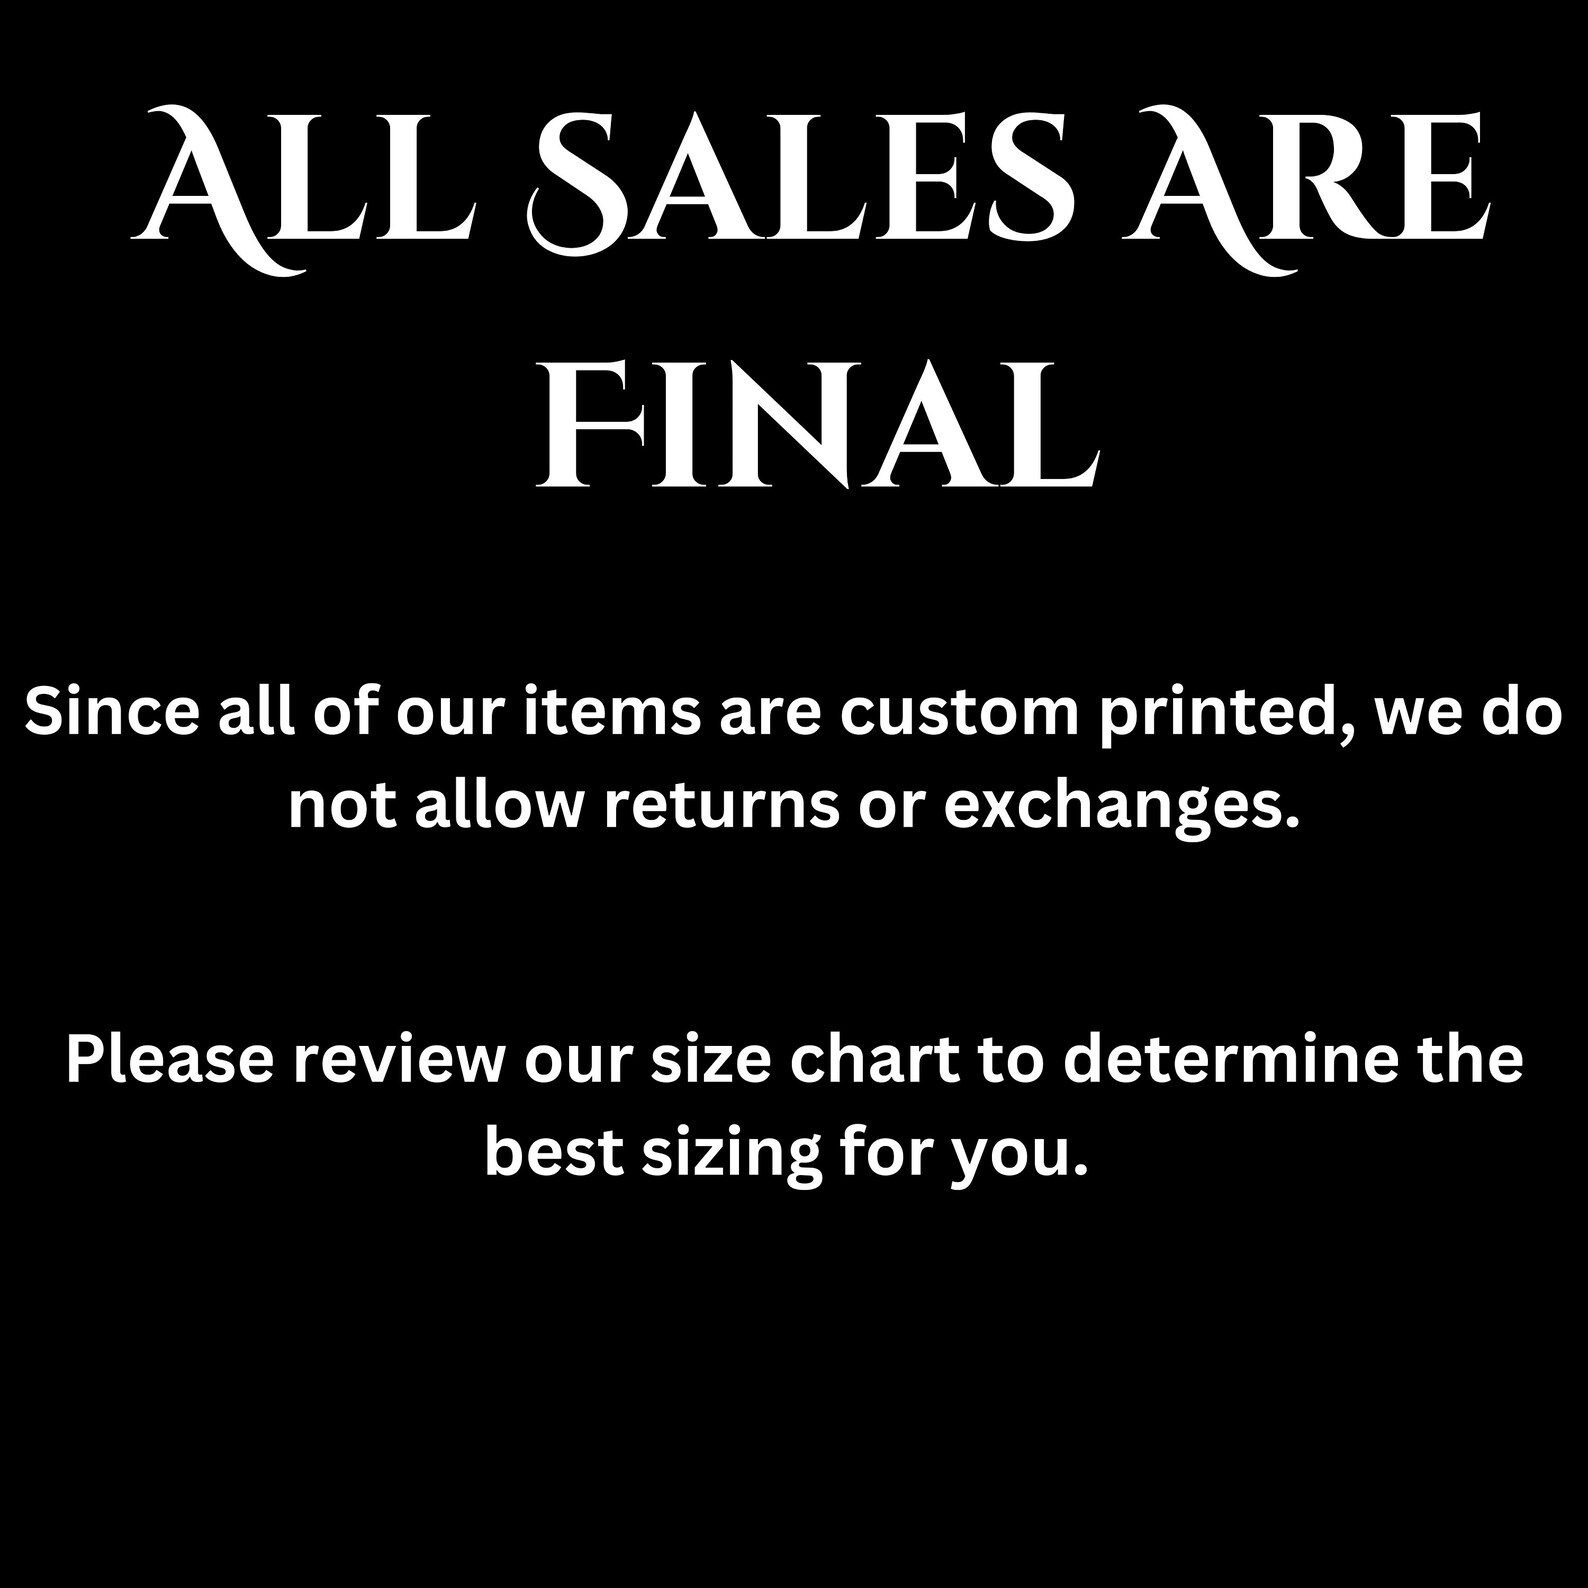 All Sales Are
Final
Since all of our items are custom printed, we do
not allow returns or exchanges.
Please review our size chart to determine the
best sizing for you.